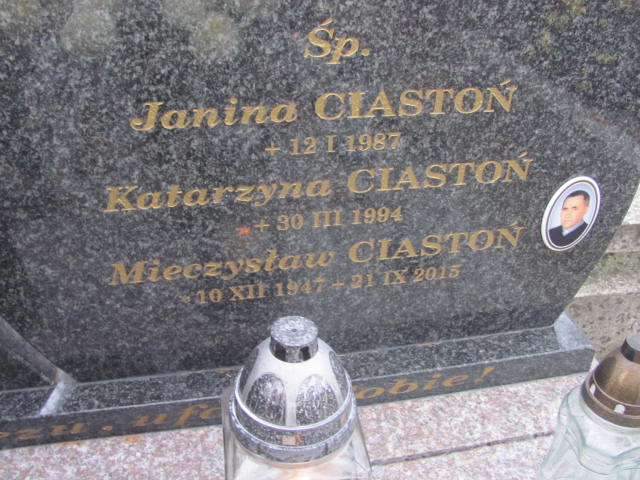 Śp.
Janina CIASTOŃ
+ 12 I 1987
Katarzyna CIASTOŃ
* + 30 III 1994
Mieczysław CIASTOŃ
* 10 XII 1947 + 21 IX 2015